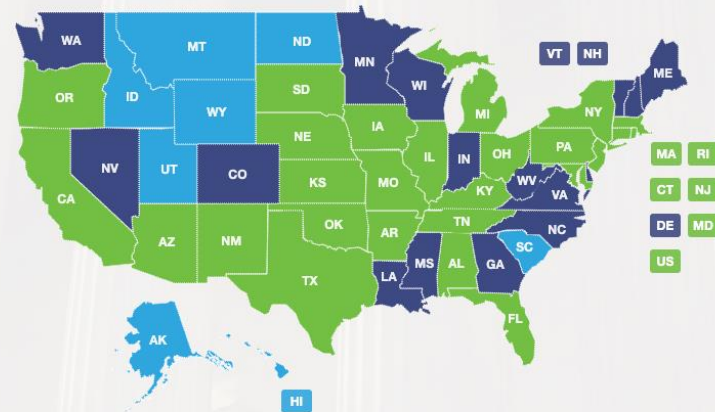 WA
MT
ND
MN
VT NH
ME
OR
ID
WY
SD
WI
MI
NY
NV
UT
CO
NE
IA
IL
IN
OH
PA
MA RI
CA
KS
MO
KY
WV
VA
CT NJ
AZ
NM
OK
AR
TN
NC
DE MD
TX
LA
MS
AL
GA
SC
US
FL
AK
HI